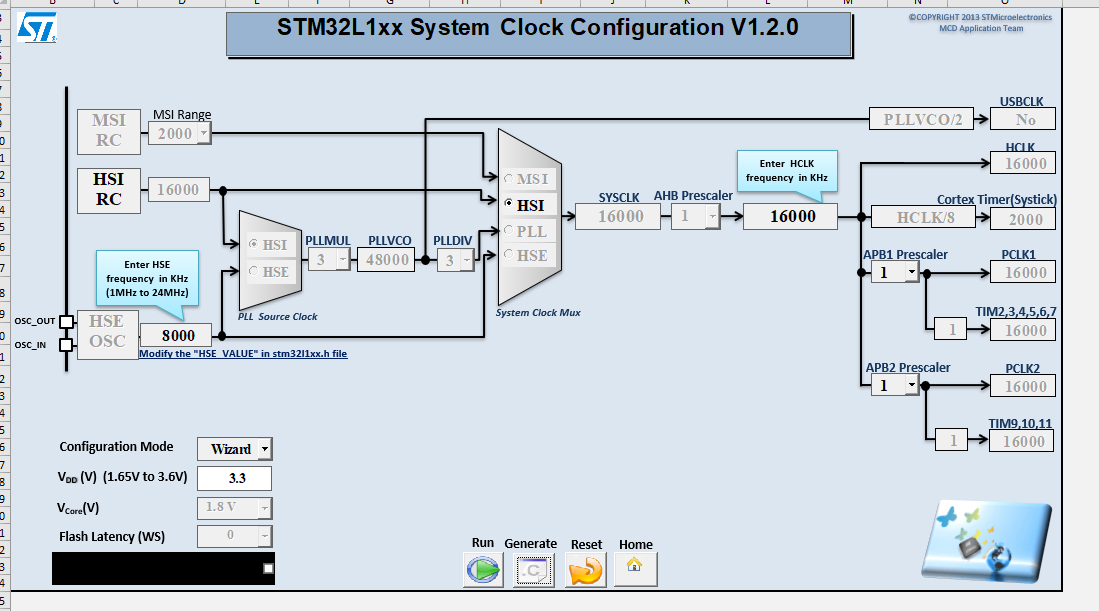 STM32L1xx System Clock Configuration V1.2.0
©COPYRIGHT 2013 STMicroelectronics
MCD Application Team
ST
MSI RC
MSI Range
2000
HSI RC
16000
PLLVCO/2
USBCLK
No
HCLK
16000
MSI
HSI
PLL
HSE
System Clock Mux
SYSCLK
16000
AHB Prescaler
1
Enter HCLK
frequency in KHz
16000
Cortex Timer(Systick)
HCLK/8
2000
HSI
HSE
PLL Source Clock
PLLMUL
3
PLLVCO
48000
PLLDIV
3
APB1 Prescaler
1
PCLK1
16000
TIM2,3,4,5,6,7
1
16000
Enter HSE
frequency in KHz
(1MHz to 24MHz)
OSC_OUT
OSC_IN
HSE OSC
8000
Modify the "HSE_VALUE" in stm32l1xx.h file
APB2 Prescaler
1
PCLK2
16000
TIM9,10,11
1
16000
Configuration Mode
Wizard
VDD (V) (1.65V to 3.6V)
3.3
VCore(V)
1.8 V
Flash Latency (WS)
0
Run
Generate
Reset
Home
.C